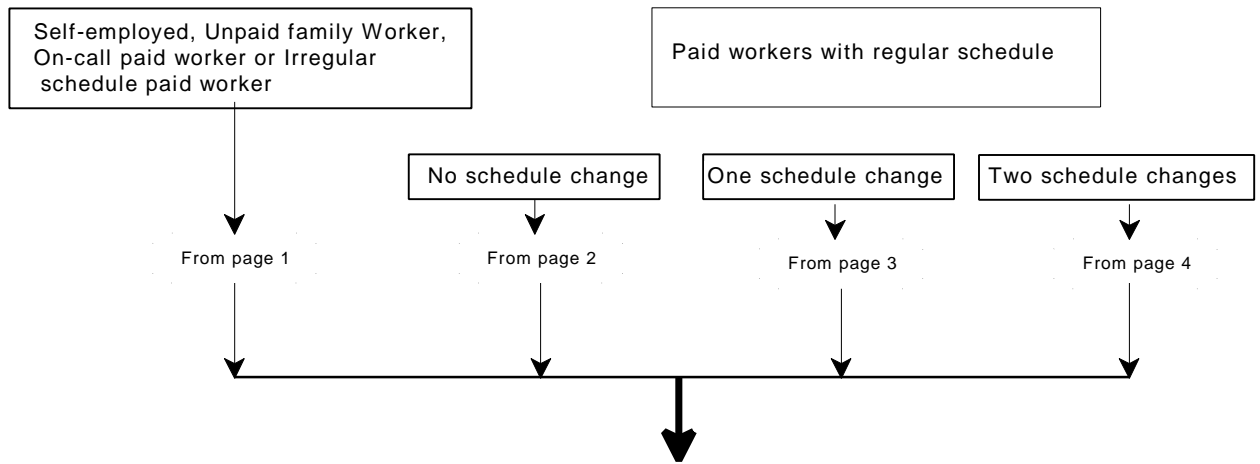 Self-employed, Unpaid family Worker,
On-call paid worker or Irregular
schedule paid worker
Paid workers with regular schedule
No schedule change
One schedule change
Two schedule changes
From page 1
From page 2
From page 3
From page 4